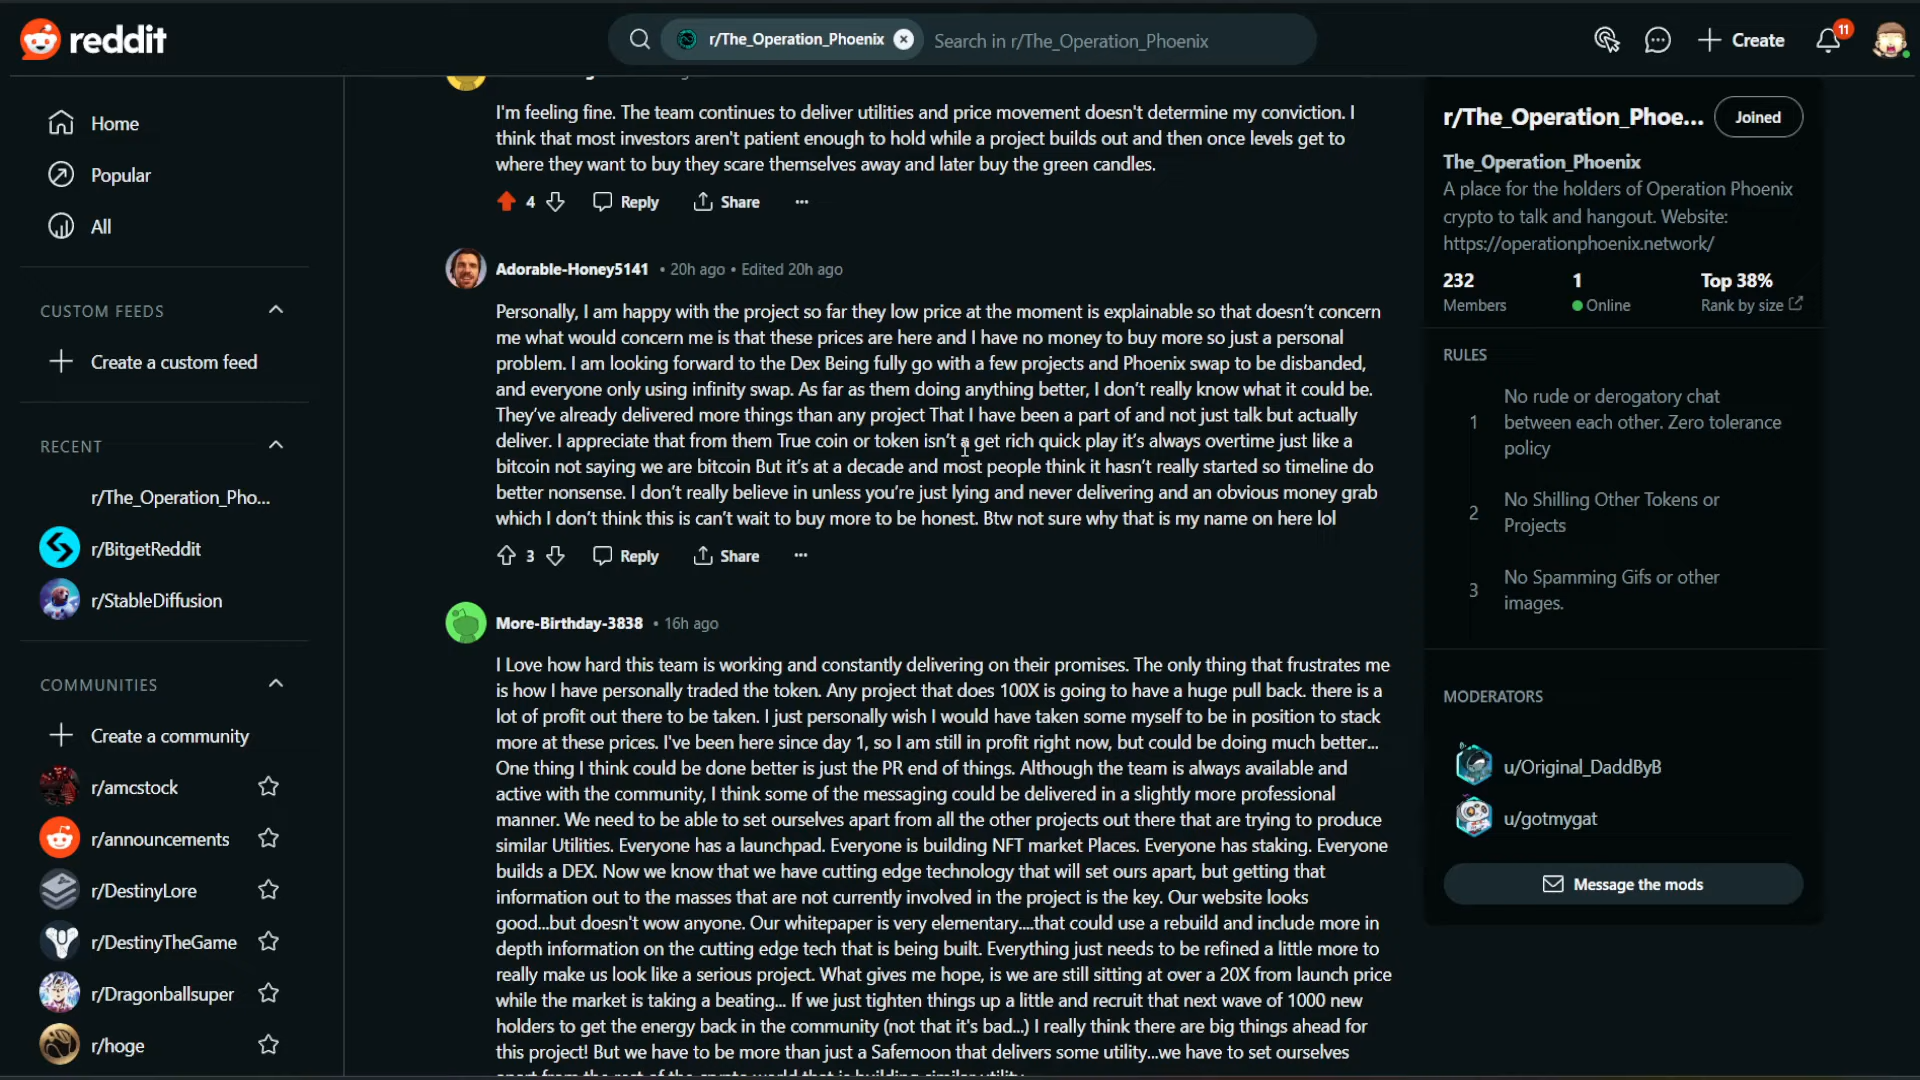 reddit
r/The_Operation_Phoenix
Search in r/The_Operation_Phoenix
Create
11
Home
Popular
All
CUSTOM FEEDS
Create a custom feed
RECENT
r/The_Operation_Pho...
r/BitgetReddit
r/StableDiffusion
COMMUNITIES
Create a community
r/amcstock
r/announcements
r/DestinyLore
r/DestinyTheGame
r/Dragonballsuper
r/hoge
I'm feeling fine. The team continues to deliver utilities and price movement doesn't determine my conviction. I
think that most investors aren't patient enough to hold while a project builds out and then once levels get to
where they want to buy they scare themselves away and later buy the green candles.
4
Reply
Share
Adorable-Honey5141 • 20h ago • Edited 20h ago
Personally, I am happy with the project so far they low price at the moment is explainable so that doesn’t concern
me what would concern me is that these prices are here and I have no money to buy more so just a personal
problem. I am looking forward to the Dex Being fully go with a few projects and Phoenix swap to be disbanded,
and everyone only using infinity swap. As far as them doing anything better, I don’t really know what it could be.
They’ve already delivered more things than any project That I have been a part of and not just talk but actually
deliver. I appreciate that from them True coin or token isn’t a get rich quick play it’s always overtime just like a
bitcoin not saying we are bitcoin But it’s at a decade and most people think it hasn’t really started so timeline do
better nonsense. I don’t really believe in unless you’re just lying and never delivering and an obvious money grab
which I don’t think this is can’t wait to buy more to be honest. Btw not sure why that is my name on here lol
3
Reply
Share
More-Birthday-3838 • 16h ago
I Love how hard this team is working and constantly delivering on their promises. The only thing that frustrates me
is how I have personally traded the token. Any project that does 100X is going to have a huge pull back. there is a
lot of profit out there to be taken. I just personally wish I would have taken some myself to be in position to stack
more at these prices. I've been here since day 1, so I am still in profit right now, but could be doing much better...
One thing I think could be done better is just the PR end of things. Although the team is always available and
active with the community, I think some of the messaging could be delivered in a slightly more professional
manner. We need to be able to set ourselves apart from all the other projects out there that are trying to produce
similar Utilities. Everyone has a launchpad. Everyone is building NFT market Places. Everyone has staking. Everyone
builds a DEX. Now we know that we have cutting edge technology that will set ours apart, but getting that
information out to the masses that are not currently involved in the project is the key. Our website looks
good...but doesn't wow anyone. Our whitepaper is very elementary....that could use a rebuild and include more in
depth information on the cutting edge tech that is being built. Everything just needs to be refined a little more to
really make us look like a serious project. What gives me hope, is we are still sitting at over a 20X from launch price
while the market is taking a beating... If we just tighten things up a little and recruit that next wave of 1000 new
holders to get the energy back in the community (not that it's bad...) I really think there are big things ahead for
this project! But we have to be more than just a Safemoon that delivers some utility...we have to set ourselves
r/The_Operation_Phoe...
Joined
The_Operation_Phoenix
A place for the holders of Operation Phoenix
crypto to talk and hangout. Website:
https://operationphoenix.network/
232 1 Top 38%
Members Online Rank by size
RULES
1 No rude or derogatory chat
between each other. Zero tolerance
policy
2 No Shilling Other Tokens or
Projects
3 No Spamming Gifs or other
images.
MODERATORS
u/Original_DaddByB
u/gotmygat
Message the mods